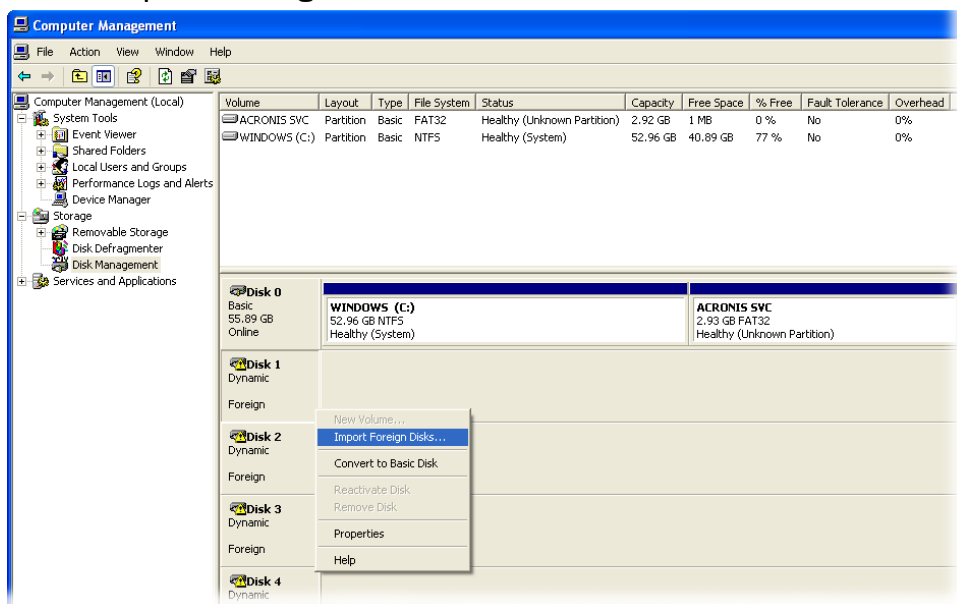 Computer Management
File Action View Window Help
Computer Management (Local)
System Tools
Event Viewer
Shared Folders
Local Users and Groups
Performance Logs and Alerts
Device Manager
Storage
Removable Storage
Disk Defragmenter
Disk Management
Services and Applications
Volume Layout Type File System Status Capacity Free Space % Free Fault Tolerance Overhead
ACRONIS SVC Partition Basic FAT32 Healthy (Unknown Partition) 2.92 GB 1 MB 0 % No 0%
WINDOWS (C:) Partition Basic NTFS Healthy (System) 52.96 GB 40.89 GB 77 % No 0%
Disk 0
Basic
55.89 GB
Online
WINDOWS (C:)
52.96 GB NTFS
Healthy (System)
ACRONIS SVC
2.93 GB FAT32
Healthy (Unknown Partition)
Disk 1
Dynamic
Foreign
Disk 2
Dynamic
Foreign
Disk 3
Dynamic
Foreign
Disk 4
Dynamic
New Volume...
Import Foreign Disks...
Convert to Basic Disk
Reactivate Disk
Remove Disk
Properties
Help